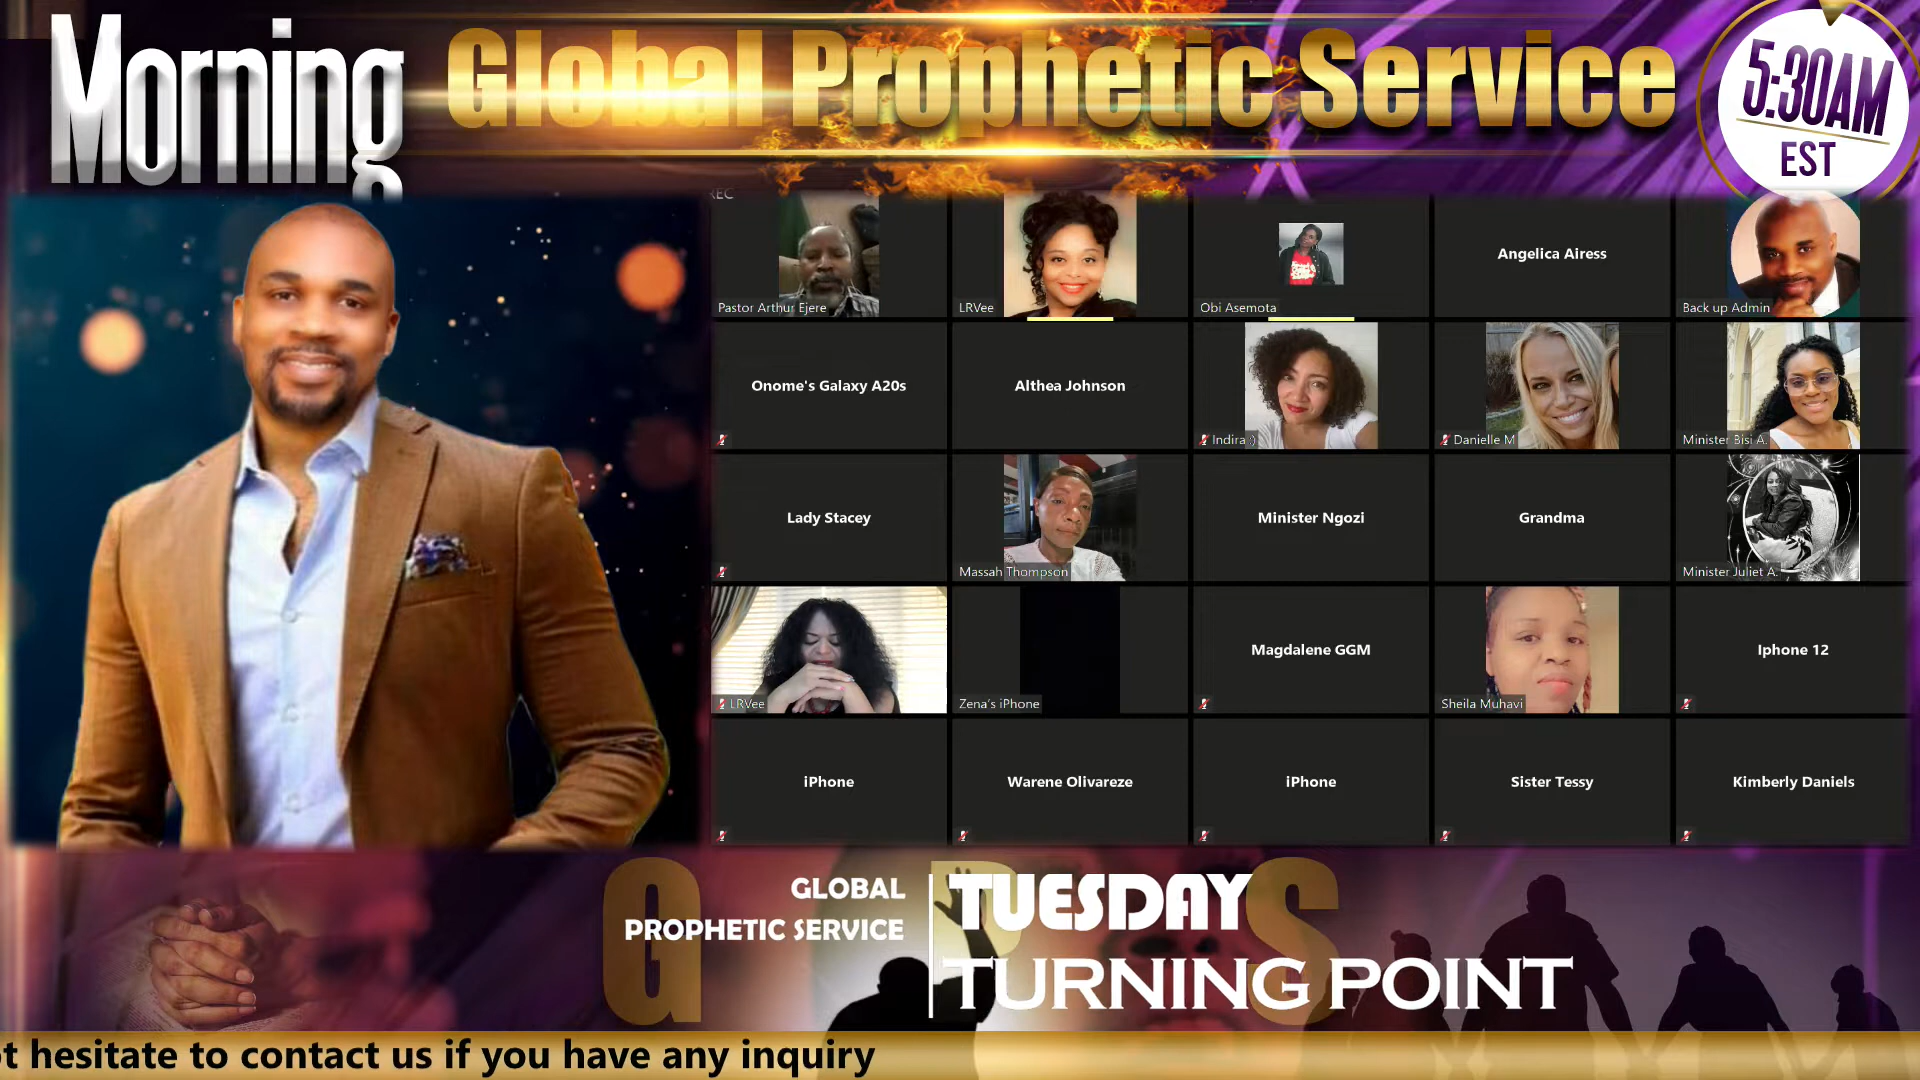 Morning
Global Prophetic Service
5:30AM
EST
REC
Pastor Arthur Ejere
LRVee
Obi Asemota
Angelica Airess
Back up Admin
Onome's Galaxy A20s
Althea Johnson
Indira :)
Danielle M
Minister Bisi A.
Lady Stacey
Massah Thompson
Minister Ngozi
Grandma
Minister Juliet A.
LRVee
Zena's iPhone
Magdalene GGM
Sheila Muhavi
Iphone 12
iPhone
Warene Olivareze
iPhone
Sister Tessy
Kimberly Daniels
G P S
GLOBAL
PROPHETIC SERVICE
TUESDAY
TURNING POINT
hesitate to contact us if you have any inquiry